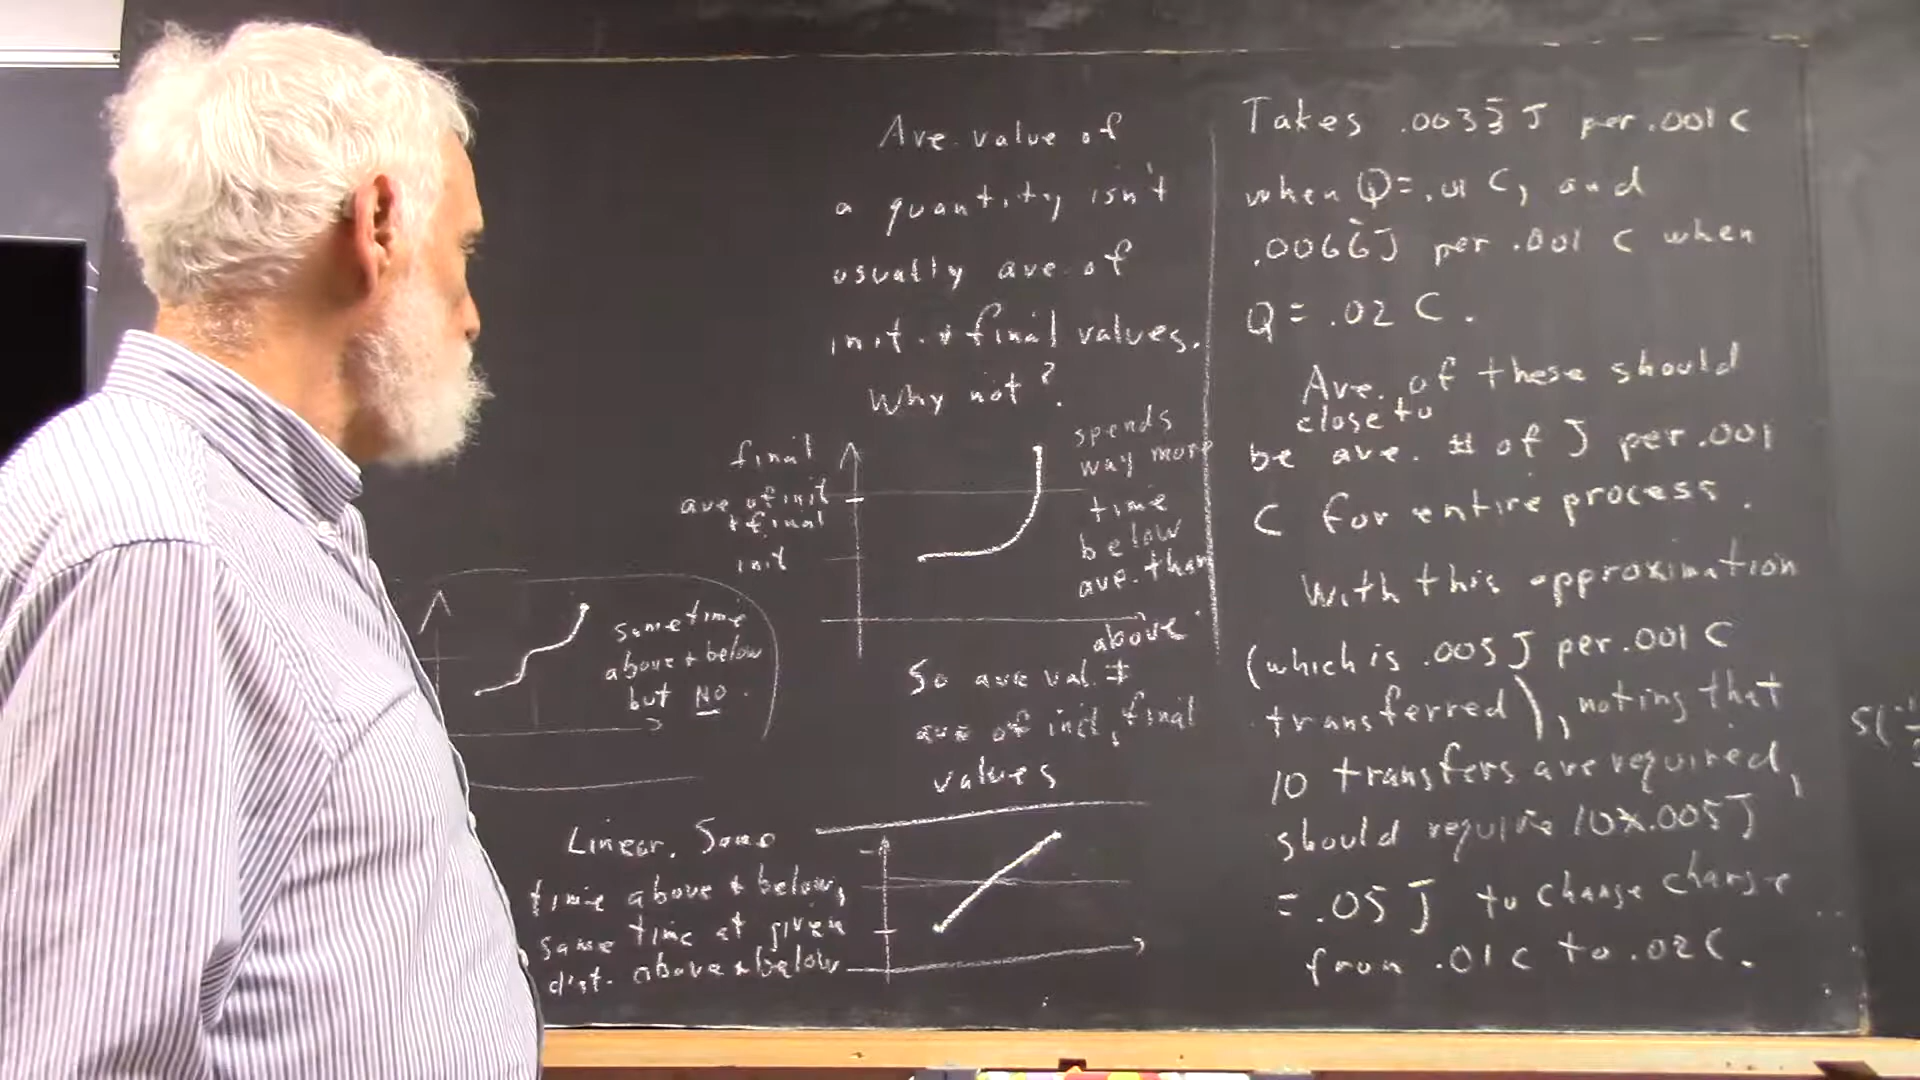 Ave. value of
a quantity isn't
usually ave. of
init. + final values.
Why not?
final
ave of init
+ final
init
spends
way more
time
below
ave. than
above.
So ave val. ≠
ave of init, final
values
same time
above + below
but NO.
Linear. Same
time above + below,
same time at given
dist. above + below
Takes .0033 J per .001 C
when Q = .01 C, and
.0066 J per .001 C when
Q = .02 C.
Ave. of these should
close to
be ave. # of J per .001
C for entire process.
With this approximation
(which is .005 J per .001 C
transferred), noting that
10 transfers are required,
should require 10 x .005 J
= .05 J to change charge
from .01 C to .02 C.
5(